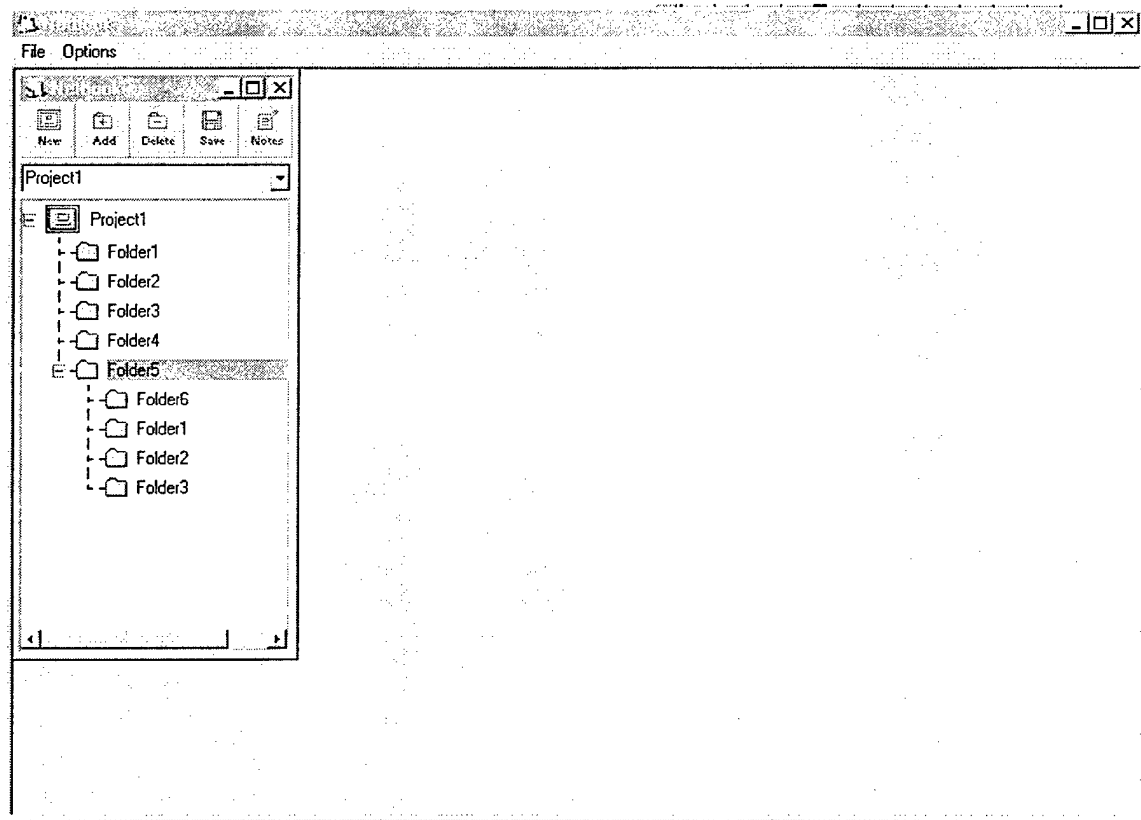 File Options
New Add Delete Save Notes
Project1
Project1
Folder1
Folder2
Folder3
Folder4
Folder5
Folder6
Folder1
Folder2
Folder3